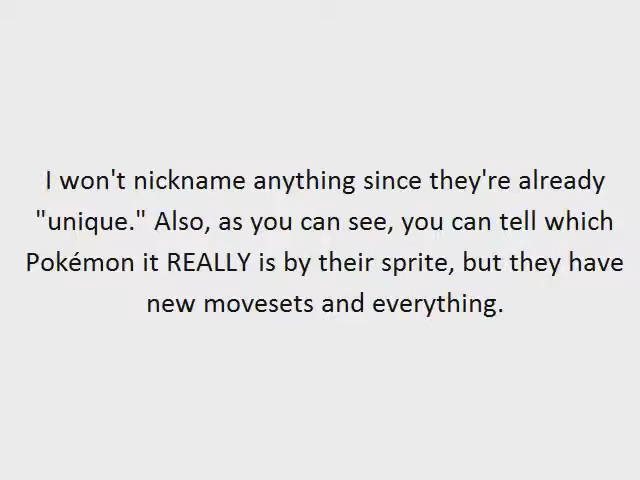 I won't nickname anything since they're already
"unique." Also, as you can see, you can tell which
Pokémon it REALLY is by their sprite, but they have
new movesets and everything.